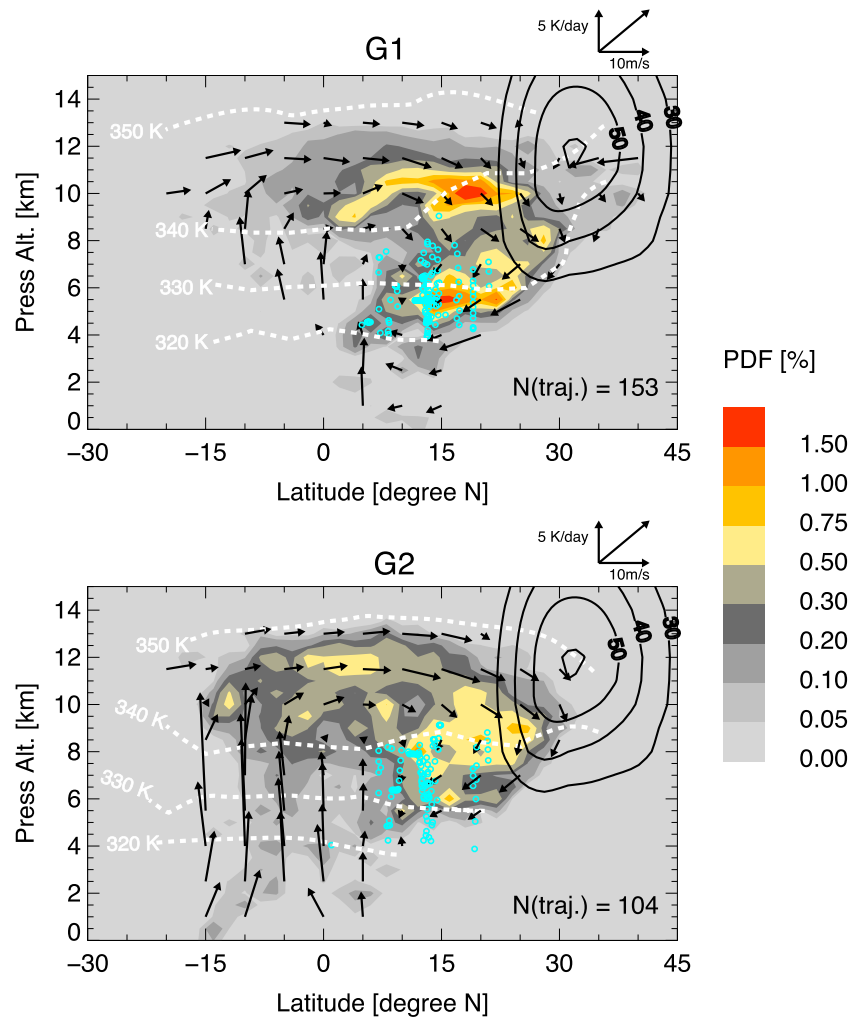 5 K/day
10m/s
G1
Press Alt. [km]
14
12
10
8
6
4
2
0
350 K
340 K
330 K
320 K
50
40
30
N(traj.) = 153
−30
−15
0
15
30
45
Latitude [degree N]
PDF [%]
1.50
1.00
0.75
0.50
0.30
0.20
0.10
0.05
0.00
5 K/day
10m/s
G2
Press Alt. [km]
14
12
10
8
6
4
2
0
350 K
340 K
330 K
320 K
50
40
30
N(traj.) = 104
−30
−15
0
15
30
45
Latitude [degree N]